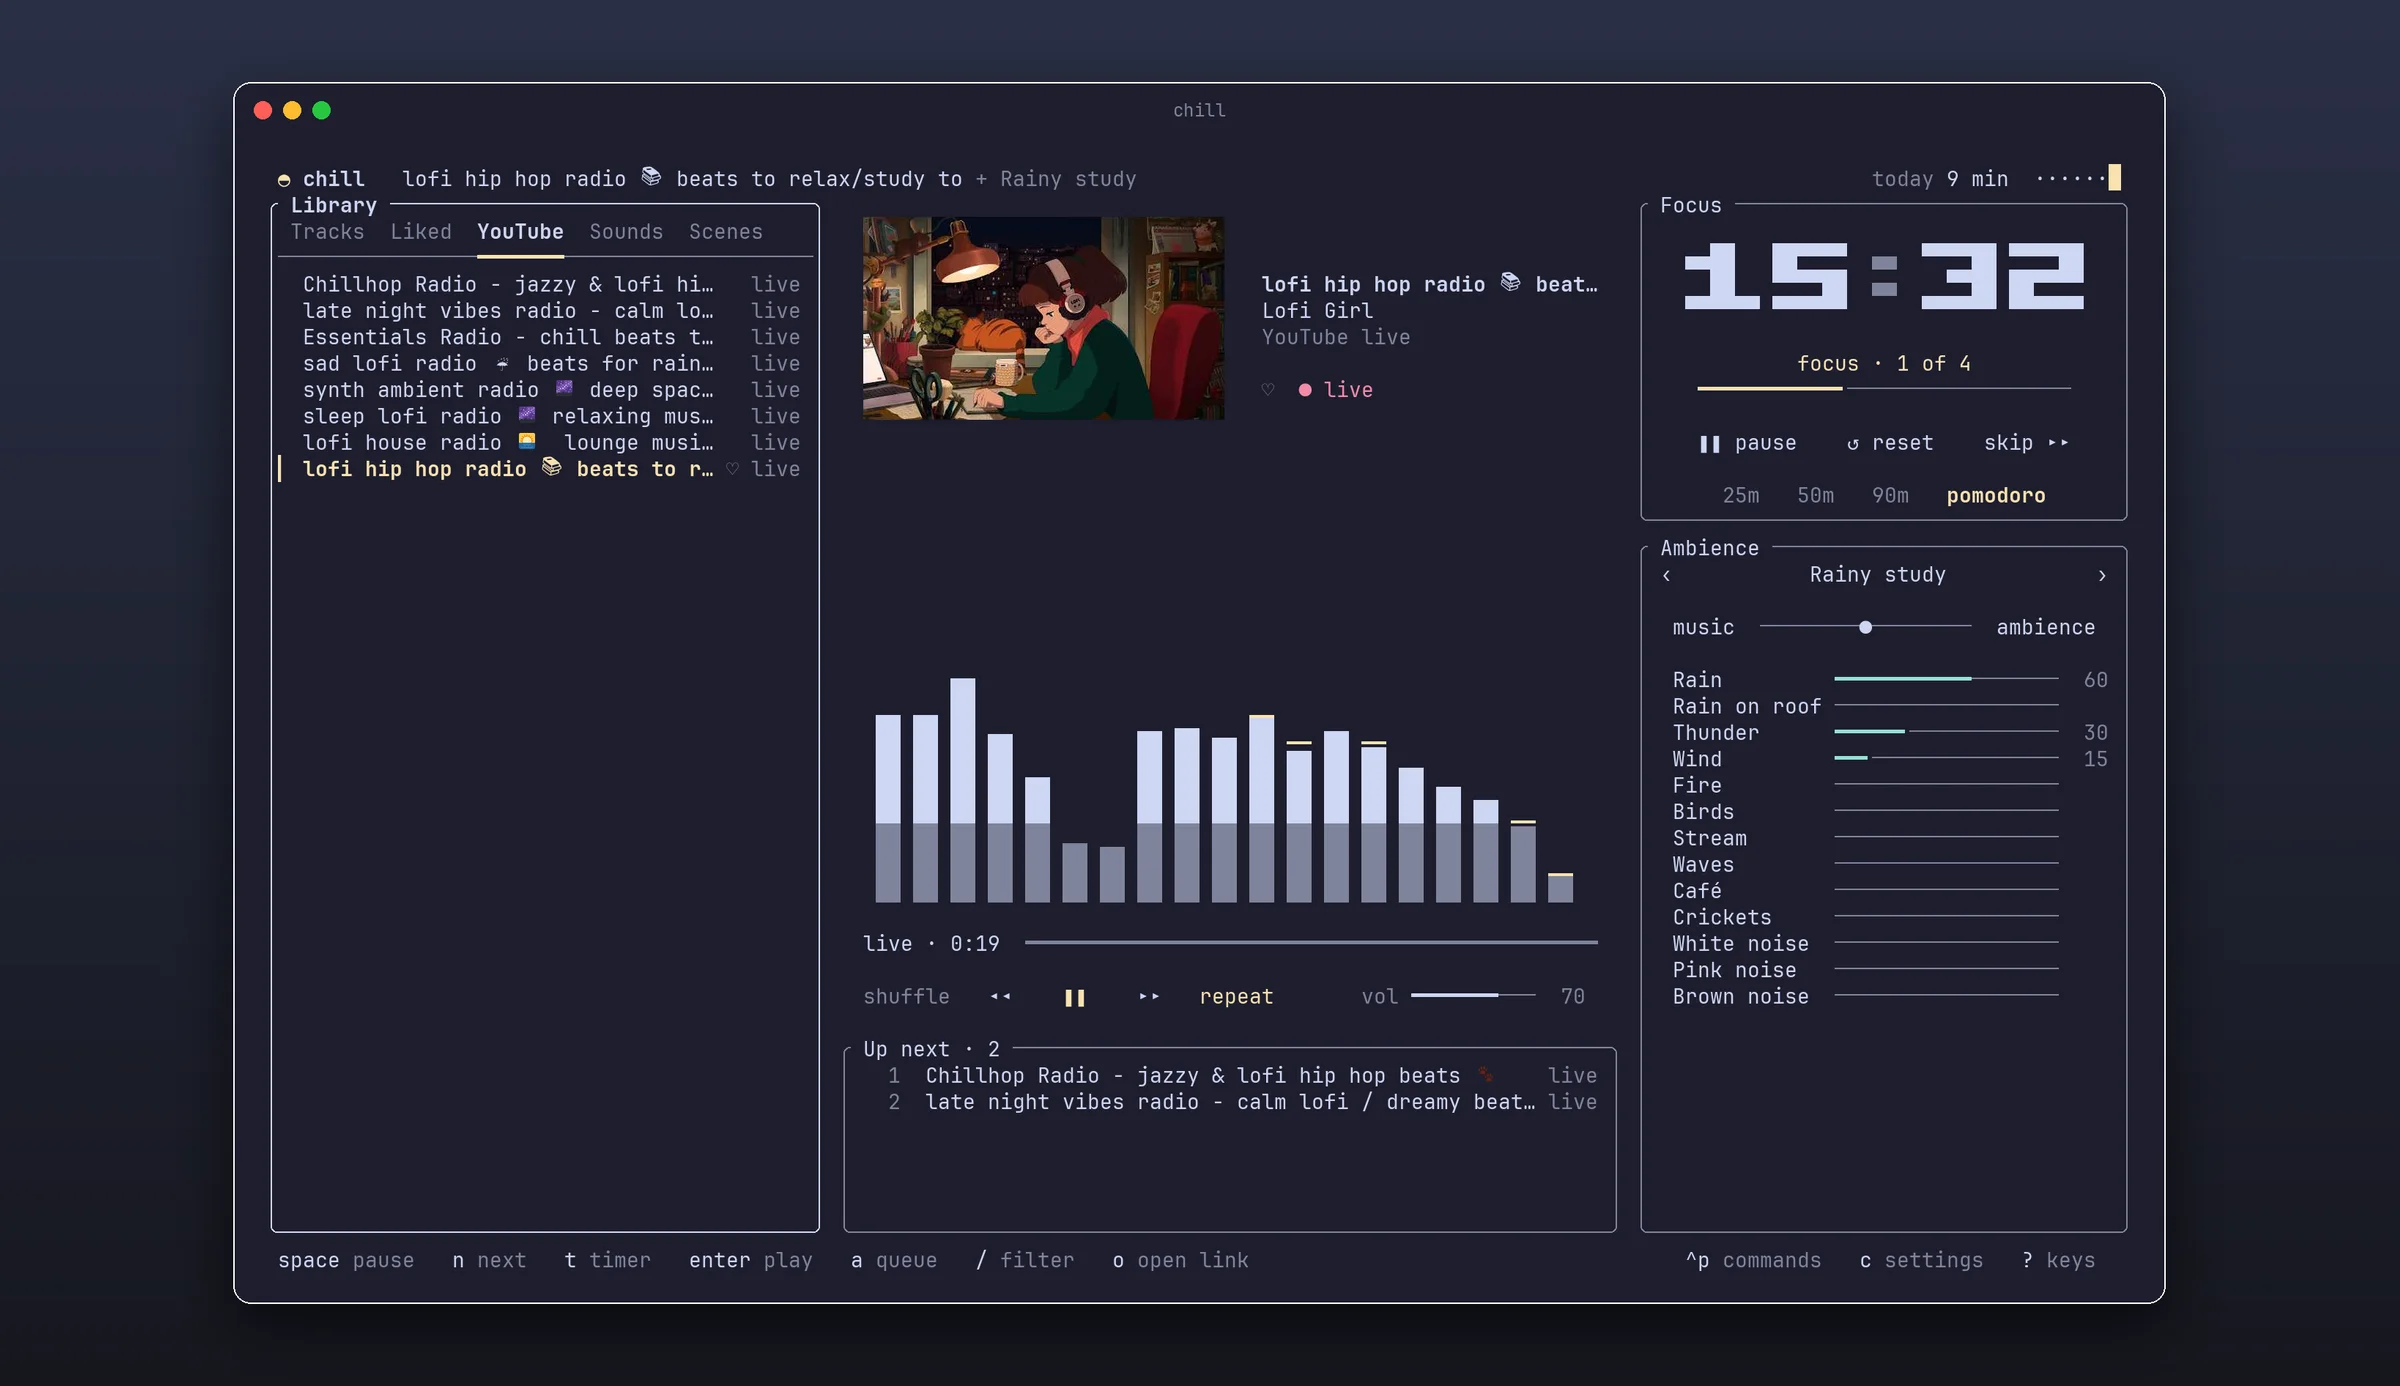 chill
chill lofi hip hop radio 📚 beats to relax/study to + Rainy study
today 9 min
Library
Tracks Liked YouTube Sounds Scenes
Chillhop Radio - jazzy & lofi hi… live
late night vibes radio - calm lo… live
Essentials Radio - chill beats t… live
sad lofi radio ☔ beats for rain… live
synth ambient radio 🌌 deep spac… live
sleep lofi radio 🌌 relaxing mus… live
lofi house radio 🌅 lounge musi… live
lofi hip hop radio 📚 beats to r… ♡ live
lofi hip hop radio 📚 beat…
Lofi Girl
YouTube live
♡ ● live
live · 0:19
shuffle ◂◂ ❚❚ ▸▸ repeat vol 70
Up next · 2
1 Chillhop Radio - jazzy & lofi hip hop beats 🐾 live
2 late night vibes radio - calm lofi / dreamy beat… live
Focus
15:32
focus · 1 of 4
❚❚ pause ↺ reset skip ▸▸
25m 50m 90m pomodoro
Ambience
‹ Rainy study ›
music ambience
Rain 60
Rain on roof
Thunder 30
Wind 15
Fire
Birds
Stream
Waves
Café
Crickets
White noise
Pink noise
Brown noise
space pause n next t timer enter play a queue / filter o open link
^p commands c settings ? keys